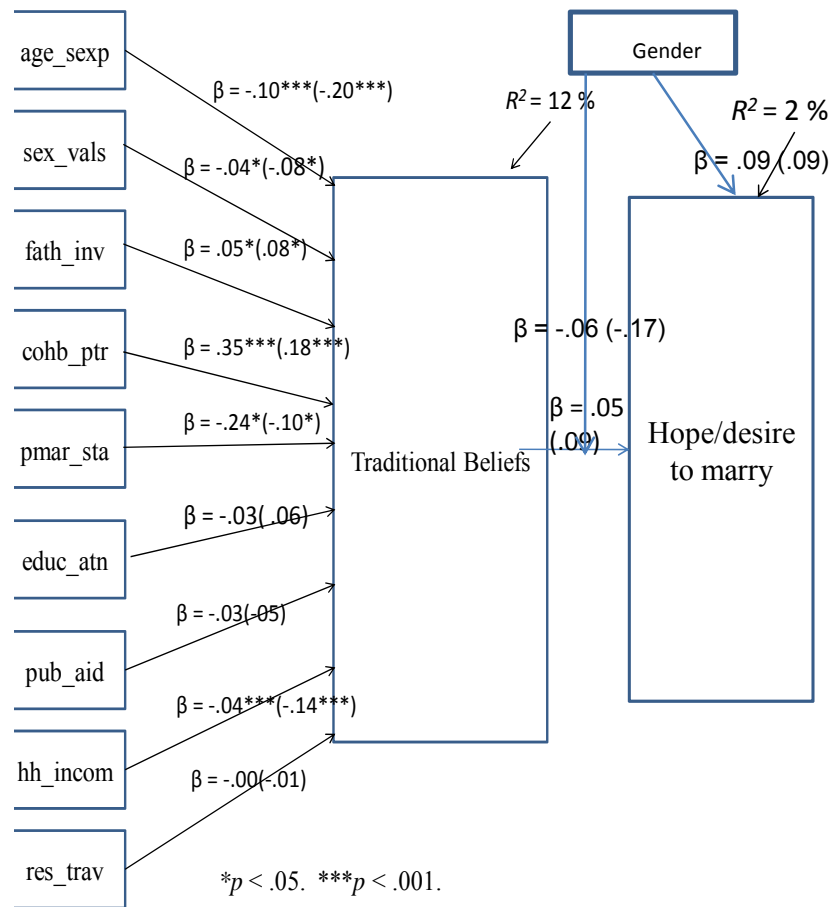 age_sexp
β = -.10***(-.20***)
sex_vals
β = -.04*(-.08*)
fath_inv
β = .05*(.08*)
cohb_ptr
β = .35***(.18***)
pmar_sta
β = -.24*(-.10*)
educ_atn
β = -.03( .06)
pub_aid
β = -.03(-05)
hh_incom
β = -.04***(-.14***)
res_trav
β = -.00(-.01)
Traditional Beliefs
R² = 12 %
Gender
R² = 2 %
β = .09 (.09)
β = -.06 (-.17)
β = .05
(.09)
Hope/desire
to marry
*p < .05. ***p < .001.